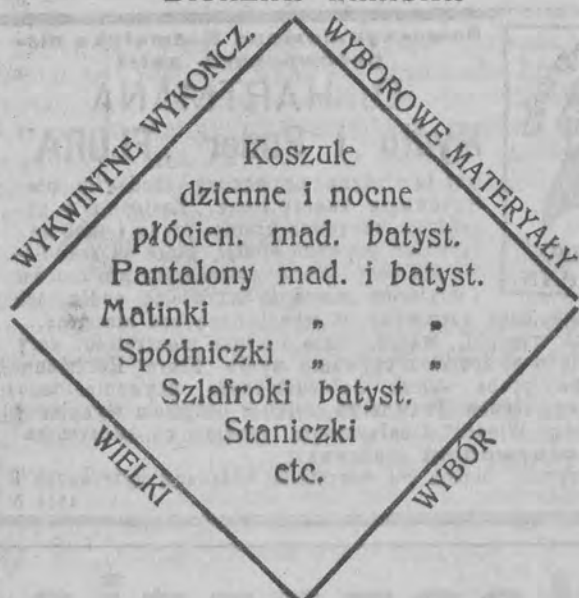 WYKWINTNE WYKOŃCZ.
WYBOROWE MATERYAŁY
Koszule
dzienne i nocne
płócien. mad. batyst.
Pantalony mad. i batyst.
Matinki „ „
Spódniczki „ „
Szlafroki batyst.
Staniczki
etc.
WIELKI
WYBÓR